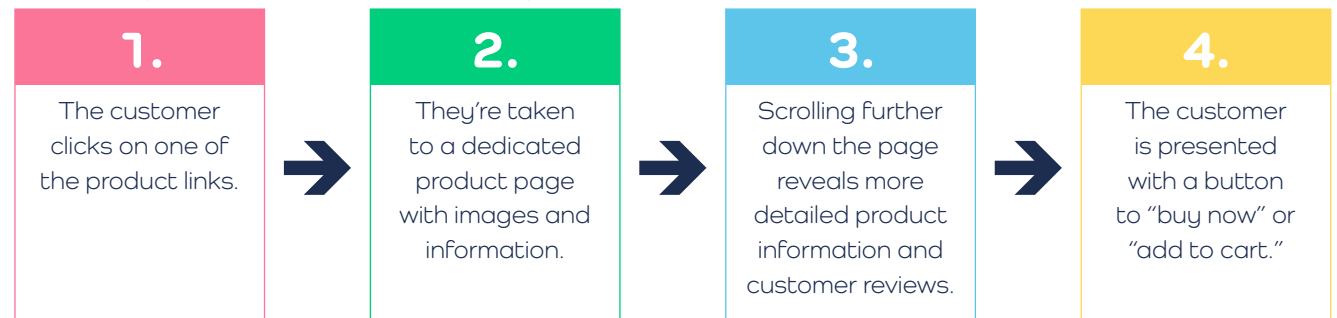 1.
The customer
clicks on one of
the product links.
2.
They're taken
to a dedicated
product page
with images and
information.
3.
Scrolling further
down the page
reveals more
detailed product
information and
customer reviews.
4.
The customer
is presented
with a button
to “buy now” or
“add to cart.”